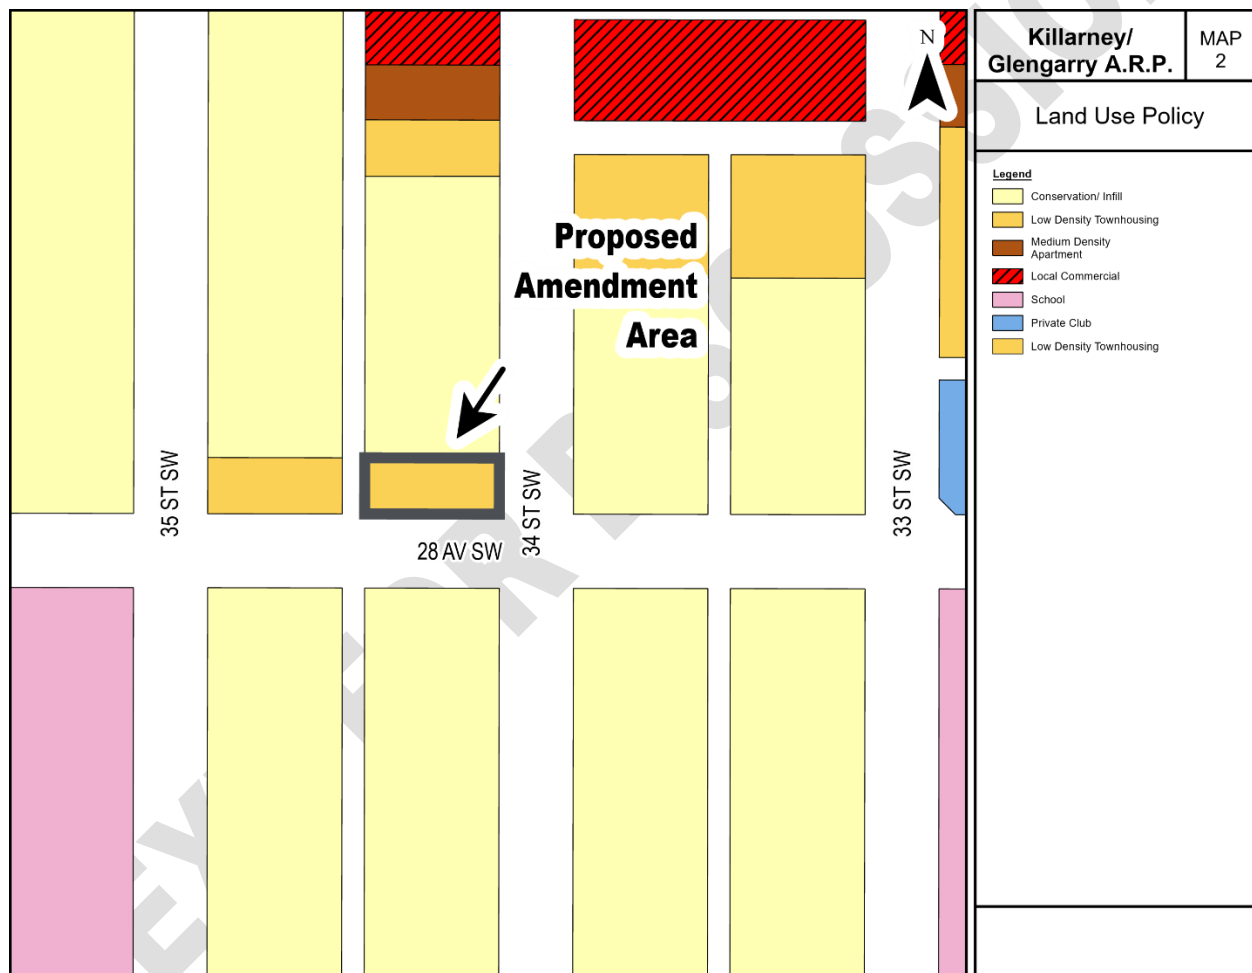 Killarney/
Glengarry A.R.P.
MAP
2
Land Use Policy
Legend
Conservation/ Infill
Low Density Townhousing
Medium Density
Apartment
Local Commercial
School
Private Club
Low Density Townhousing
N
Proposed
Amendment
Area
35 ST SW
34 ST SW
33 ST SW
28 AV SW